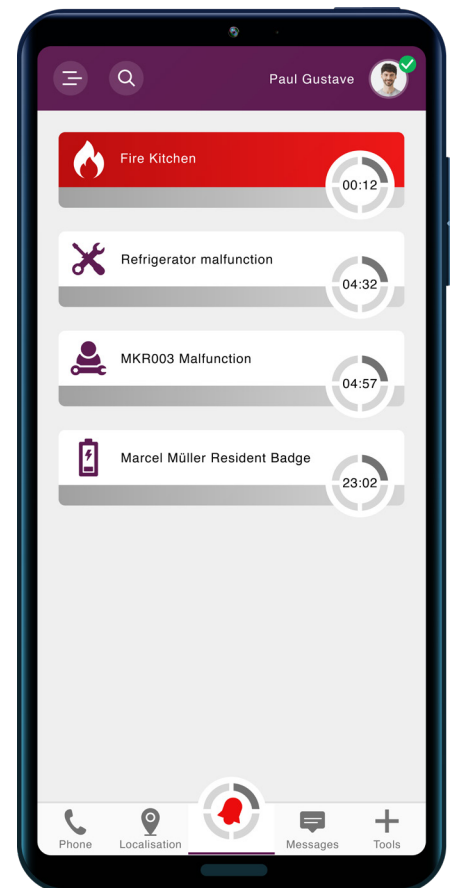 Paul Gustave
Fire Kitchen
00:12
Refrigerator malfunction
04:32
MKR003 Malfunction
04:57
Marcel Müller Resident Badge
23:02
Phone
Localisation
Messages
Tools